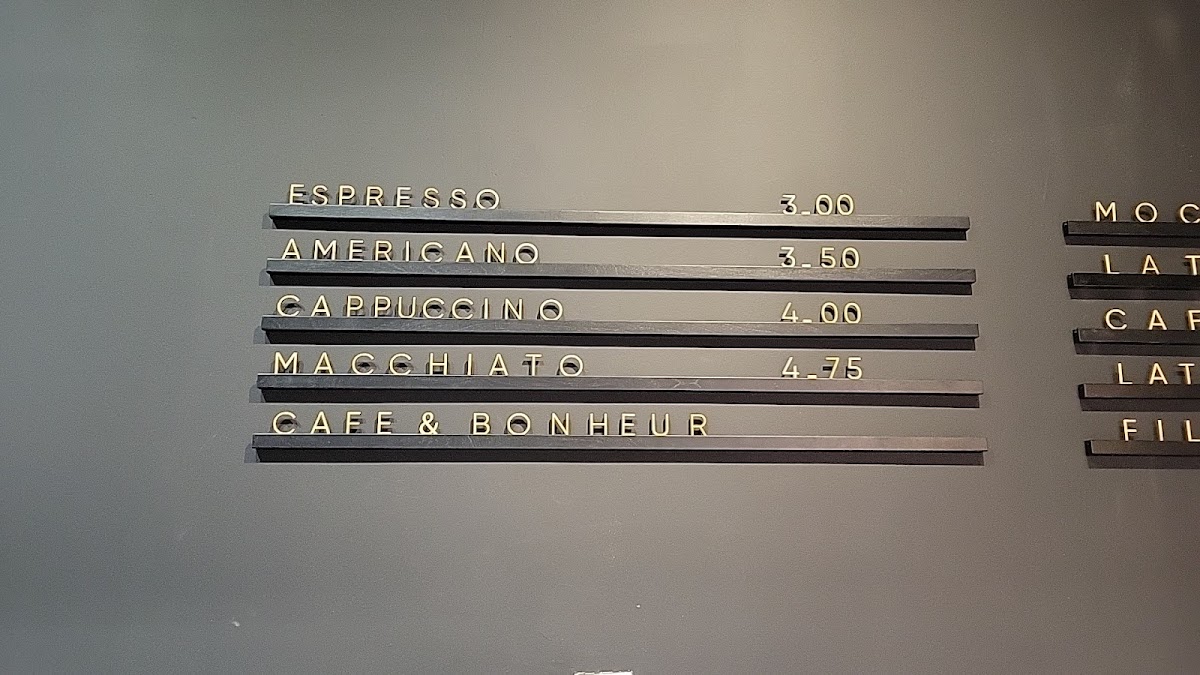 ESPRESSO 3.00
AMERICANO 3.50
CAPPUCCINO 4.00
MACCHIATO 4.75
CAFE & BONHEUR